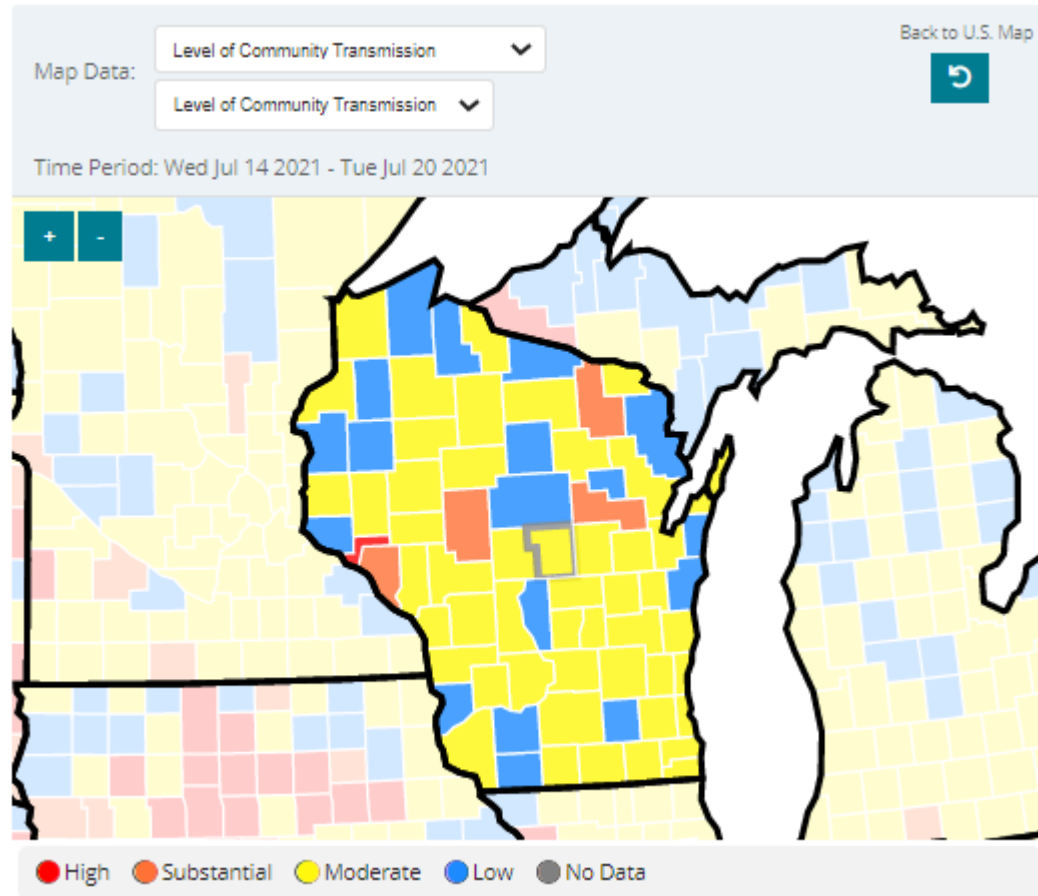 Back to U.S. Map
Map Data:
Level of Community Transmission
Level of Community Transmission
Time Period: Wed Jul 14 2021 - Tue Jul 20 2021
+ -
High Substantial Moderate Low No Data